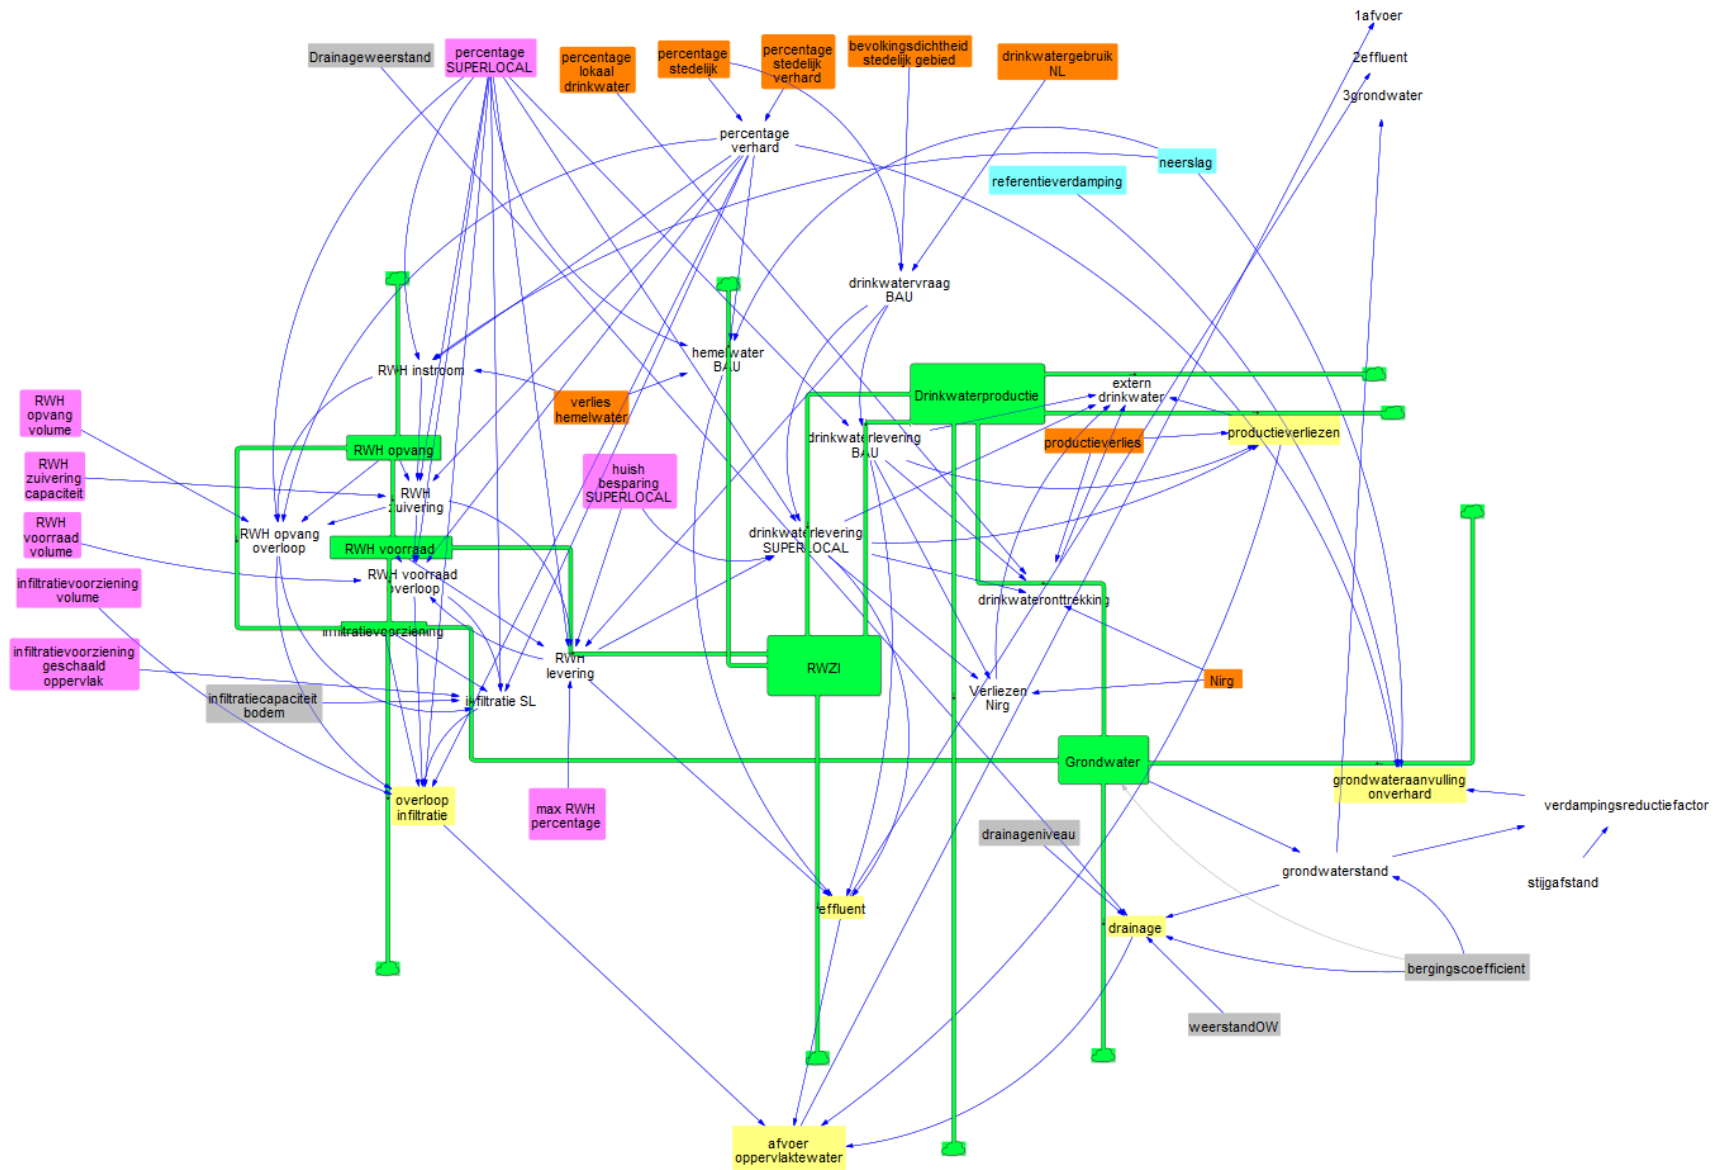 1afvoer
2effluent
3grondwater
Drainageweerstand
percentage
SUPERLOCAL
percentage
lokaal
drinkwater
percentage
stedelijk
percentage
stedelijk
verhard
bevolkingsdichtheid
stedelijk gebied
drinkwatergebruik
NL
percentage
verhard
neerslag
referentieverdamping
drinkwatervraag
BAU
hemelwater
BAU
RWH instroom
verlies
hemelwater
Drinkwaterproductie
extern
drinkwater
RWH
opvang
volume
RWH opvang
drinkwaterlevering
BAU
productieverlies
productieverliezen
RWH
zuivering
capaciteit
huish
besparing
SUPERLOCAL
RWH
zuivering
RWH
voorraad
volume
RWH opvang
overloop
RWH voorraad
drinkwaterlevering
SUPERLOCAL
RWH voorraad
overloop
infiltratievoorziening
volume
drinkwateronttrekking
infiltratievoorziening
infiltratievoorziening
geschaald
oppervlak
RWH
levering
RWZI
Nirg
infiltratiecapaciteit
bodem
infiltratie SL
Verliezen
Nirg
Grondwater
grondwateraanvulling
onverhard
overloop
infiltratie
max RWH
percentage
verdampingsreductiefactor
drainageniveau
grondwaterstand
stijgafstand
effluent
drainage
bergingscoefficient
weerstandOW
afvoer
oppervlaktewater